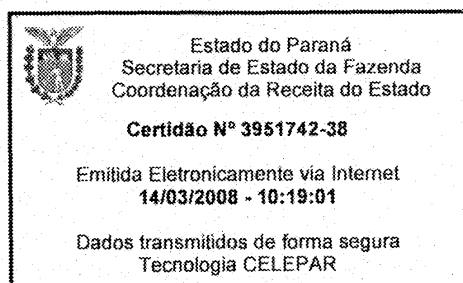 Estado do Paraná
Secretaria de Estado da Fazenda
Coordenação da Receita do Estado
Certidão Nº 3951742-38
Emitida Eletronicamente via Internet
14/03/2008 - 10:19:01
Dados transmitidos de forma segura
Tecnologia CELEPAR